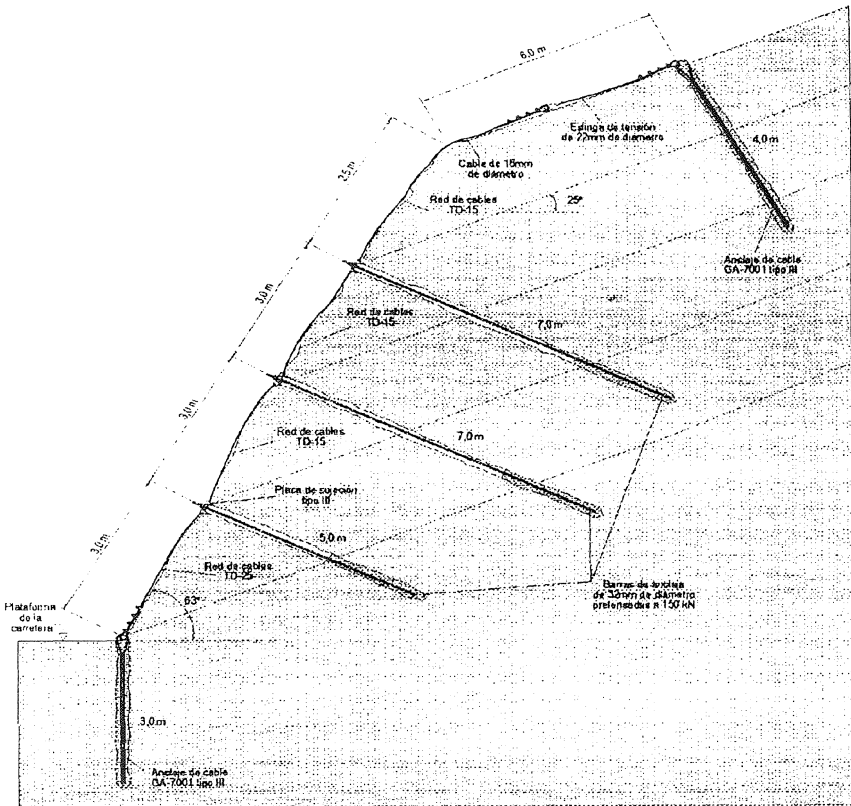 6,0 m
Eslinga de tensión
de 22mm de diámetro
4,0 m
Cable de 16mm
de diámetro
3,5 m
Red de cables
TD-15
25°
Anclaje de cable
GA-7001 tipo III
3,0 m
Red de cables
TD-15
7,0 m
3,0 m
Red de cables
TD-15
7,0 m
Placa de sujeción
tipo III
5,0 m
3,0 m
Red de cables
TD-25
Barras de anclaje
de 32mm de diámetro
pretensadas a 150 kN
63°
Plataforma
de la
carretera
3,0 m
Anclaje de cable
GA-7001 tipo III